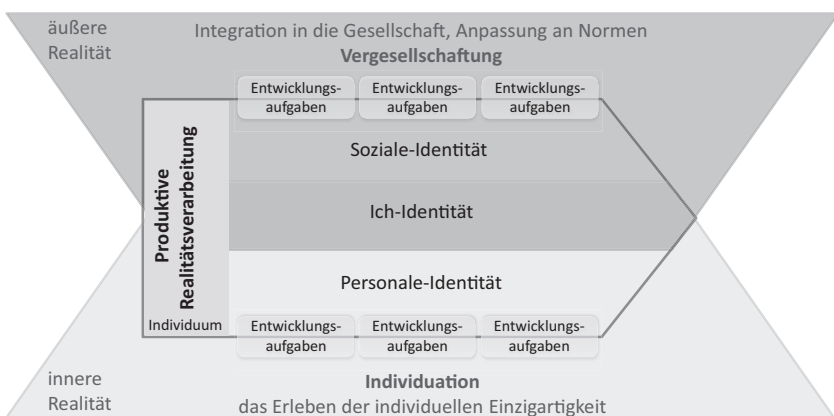 äußere
Realität
Integration in die Gesellschaft, Anpassung an Normen
Vergesellschaftung
Entwicklungs-
aufgaben
Entwicklungs-
aufgaben
Entwicklungs-
aufgaben
Produktive
Realitätsverarbeitung
Individuum
Soziale-Identität
Ich-Identität
Personale-Identität
Entwicklungs-
aufgaben
Entwicklungs-
aufgaben
Entwicklungs-
aufgaben
innere
Realität
Individuation
das Erleben der individuellen Einzigartigkeit